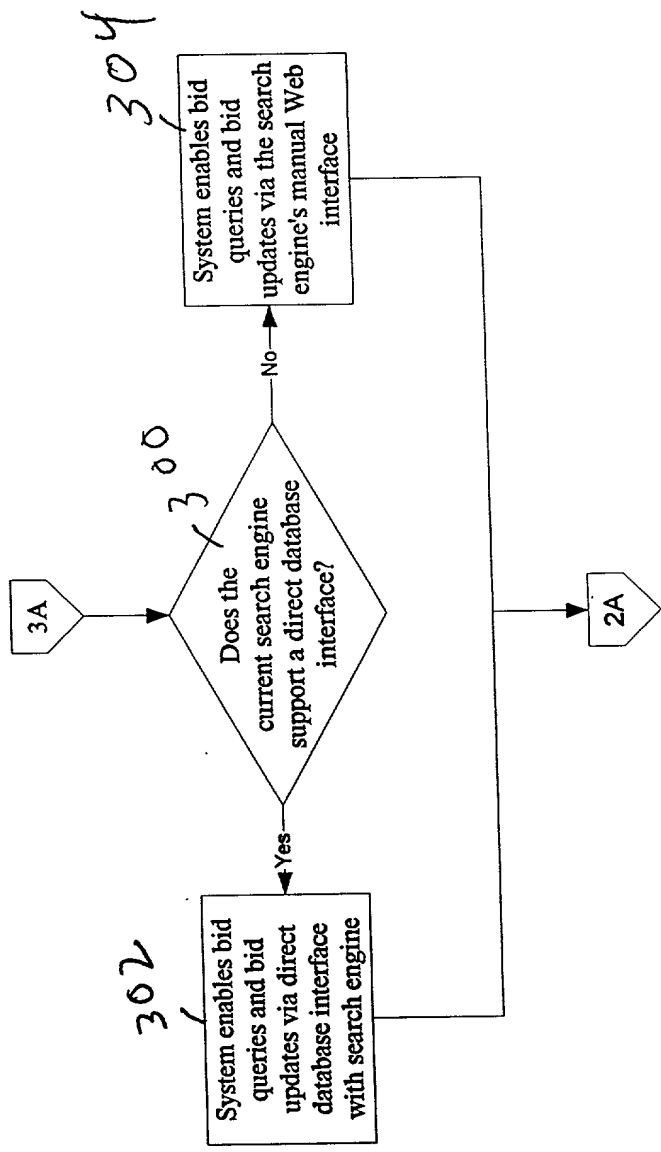 3A
300
Does the
current search engine
support a direct database
interface?
Yes
No
302
System enables bid
queries and bid
updates via direct
database interface
with search engine
304
System enables bid
queries and bid
updates via the search
engine's manual Web
interface
2A